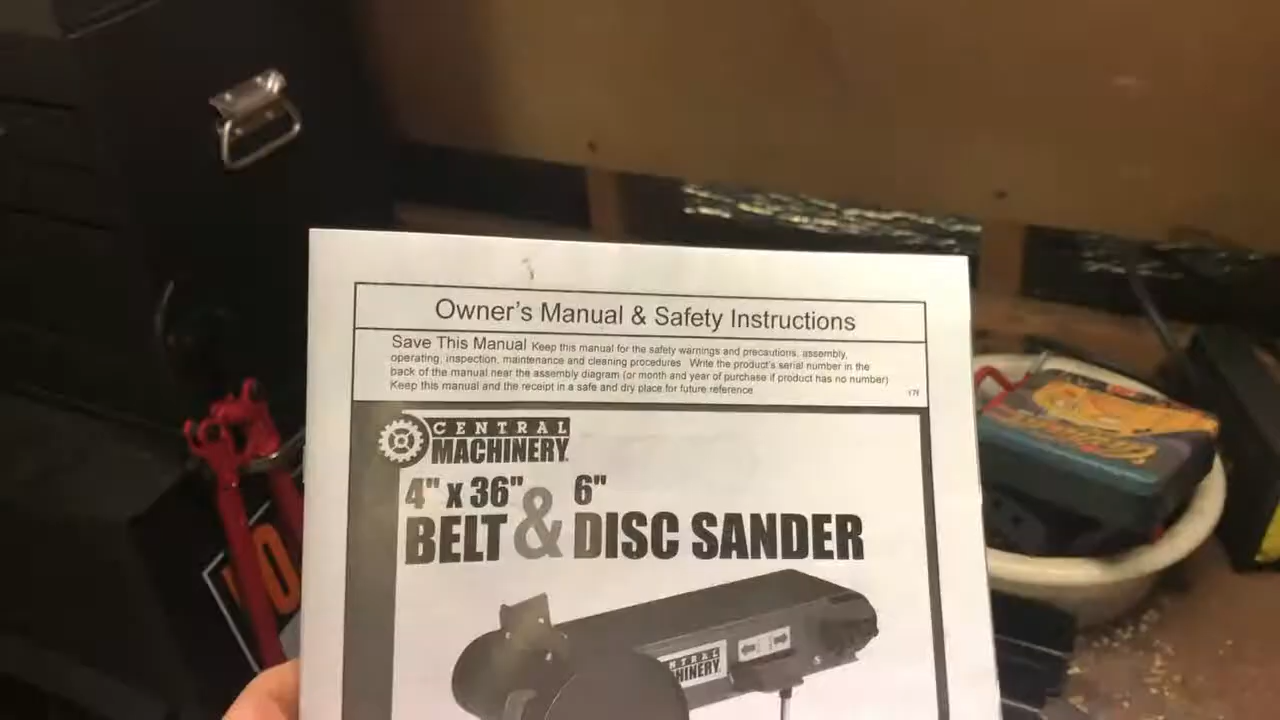 Owner's Manual & Safety Instructions
Save This Manual Keep this manual for the safety warnings and precautions, assembly,
operating, inspection, maintenance and cleaning procedures. Write the product's serial number in the
back of the manual near the assembly diagram (or month and year of purchase if product has no number).
Keep this manual and the receipt in a safe and dry place for future reference.
CENTRAL
MACHINERY
4" x 36" & 6"
BELT DISC SANDER